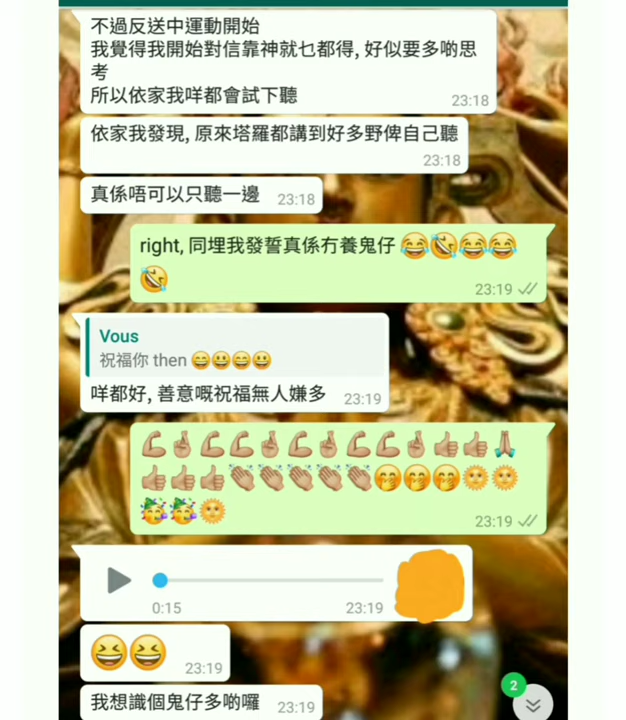 不過反送中運動開始
我覺得我開始對信靠神就乜都得, 好似要多啲思
考
所以依家我咩都會試下聽
23:18
依家我發現, 原來塔羅都講到好多野俾自己聽
23:18
真係唔可以只聽一邊 23:18
right, 同埋我發誓真係冇養鬼仔 😂🤣😂😂
🤣
23:19
Vous
祝福你 then 😄😃😄😃
咩都好, 善意嘅祝福無人嫌多 23:19
💪🏼🤞🏼💪🏼💪🏼🤞🏼💪🏼🤞🏼💪🏼💪🏼🤞🏼👍🏼👍🏼🙏🏼
👍🏼👍🏼👍🏼👏🏼👏🏼👏🏼👏🏼👏🏼🤭🤭🤭🌞🌞
🥳🥳🌞
23:19
0:15 23:19
😆😆 23:19
我想識個鬼仔多啲囉 23:19
2